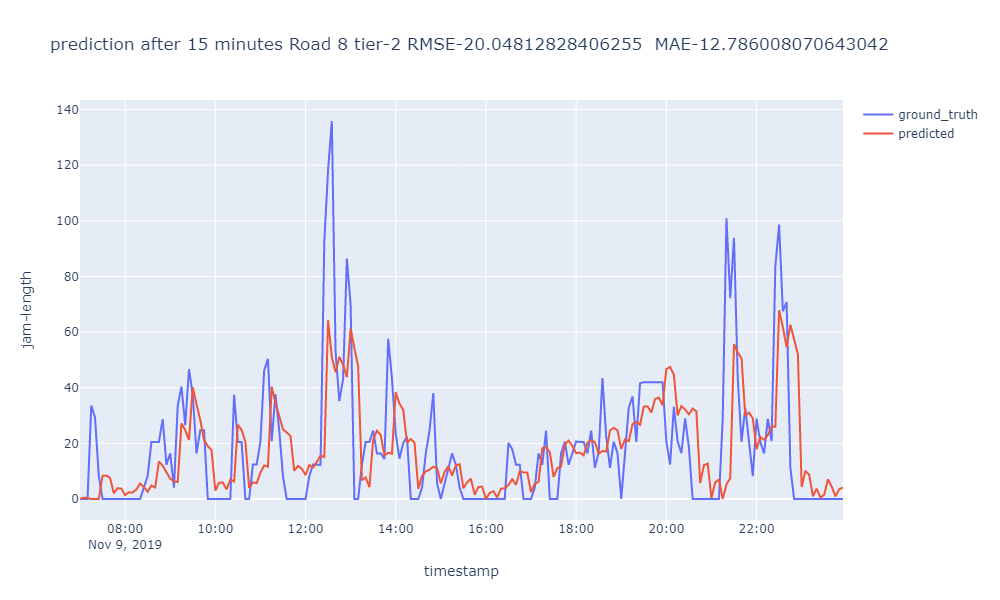 prediction after 15 minutes Road 8 tier-2 RMSE-20.04812828406255  MAE-12.786008070643042
ground_truth
predicted
140
120
100
80
60
40
20
0
jam-length
08:00 10:00 12:00 14:00 16:00 18:00 20:00 22:00
Nov 9, 2019
timestamp